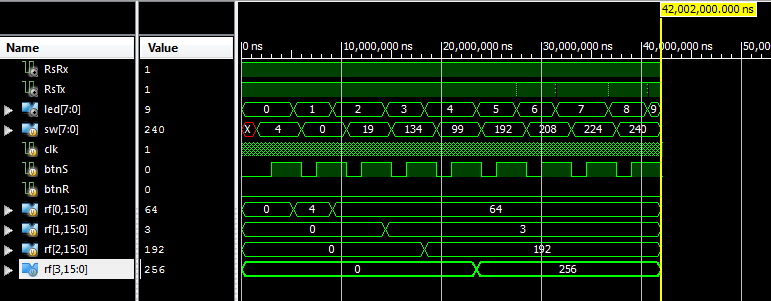 42,002,000.000 ns
Name Value 0 ns 10,000,000 ns 20,000,000 ns 30,000,000 ns 40,000,000 ns 50,0
RsRx 1
RsTx 1
led[7:0] 9 0 1 2 3 4 5 6 7 8 9
sw[7:0] 240 X 4 0 19 134 99 192 208 224 240
clk 1
btnS 0
btnR 0
rf[0,15:0] 64 0 4 64
rf[1,15:0] 3 0 3
rf[2,15:0] 192 0 192
rf[3,15:0] 256 0 256